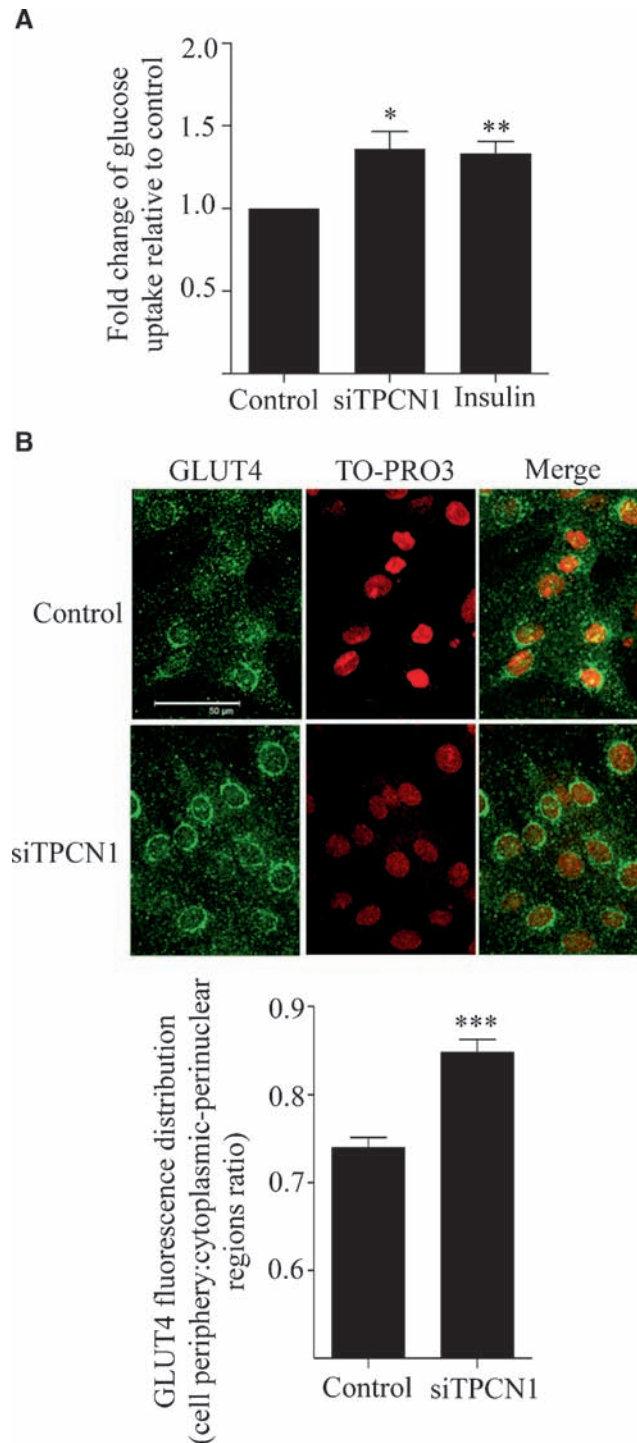 A
Fold change of glucose
uptake relative to control
2.0
1.5
1.0
0.5
*
**
Control siTPCN1 Insulin
B
GLUT4 TO-PRO3 Merge
Control
50 µm
siTPCN1
GLUT4 fluorescence distribution
(cell periphery:cytoplasmic-perinuclear
regions ratio)
0.9
0.8
0.7
0.6
***
Control siTPCN1